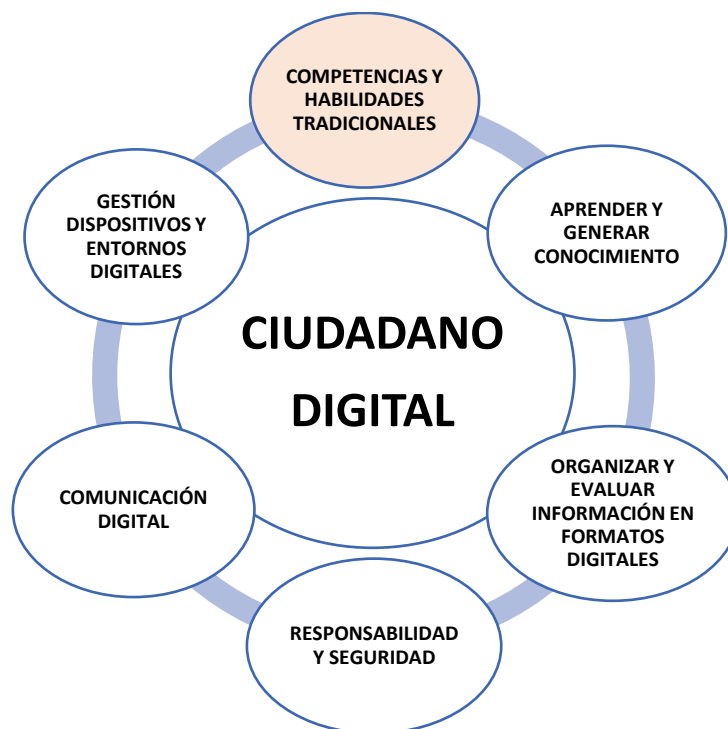 COMPETENCIAS Y
HABILIDADES
TRADICIONALES
APRENDER Y
GENERAR
CONOCIMIENTO
ORGANIZAR Y
EVALUAR
INFORMACIÓN EN
FORMATOS
DIGITALES
RESPONSABILIDAD
Y SEGURIDAD
COMUNICACIÓN
DIGITAL
GESTIÓN
DISPOSITIVOS Y
ENTORNOS
DIGITALES
CIUDADANO
DIGITAL